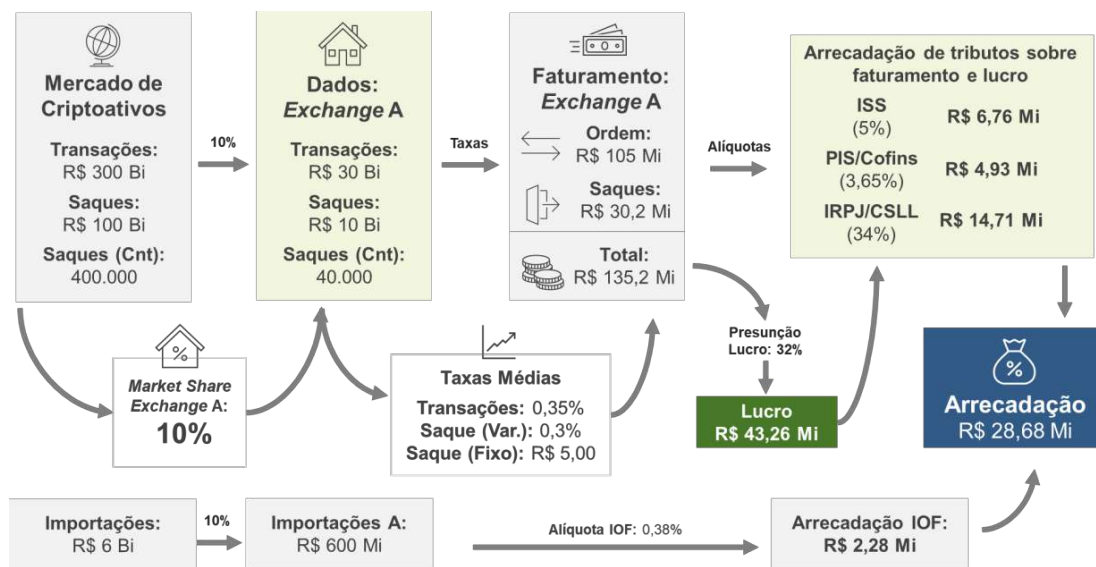 Mercado de
Criptoativos
Transações:
R$ 300 Bi
Saques:
R$ 100 Bi
Saques (Cnt):
400.000
10%
Dados:
Exchange A
Transações:
R$ 30 Bi
Saques:
R$ 10 Bi
Saques (Cnt):
40.000
Taxas
Faturamento:
Exchange A
Ordem:
R$ 105 Mi
Saques:
R$ 30,2 Mi
Total:
R$ 135,2 Mi
Alíquotas
Arrecadação de tributos sobre
faturamento e lucro
ISS
(5%)
R$ 6,76 Mi
PIS/Cofins
(3,65%)
R$ 4,93 Mi
IRPJ/CSLL
(34%)
R$ 14,71 Mi
%
Market Share
Exchange A:
10%
Taxas Médias
Transações: 0,35%
Saque (Var.): 0,3%
Saque (Fixo): R$ 5,00
Presunção
Lucro: 32%
Lucro
R$ 43,26 Mi
%
Arrecadação
R$ 28,68 Mi
Importações:
R$ 6 Bi
10%
Importações A:
R$ 600 Mi
Alíquota IOF: 0,38%
Arrecadação IOF:
R$ 2,28 Mi